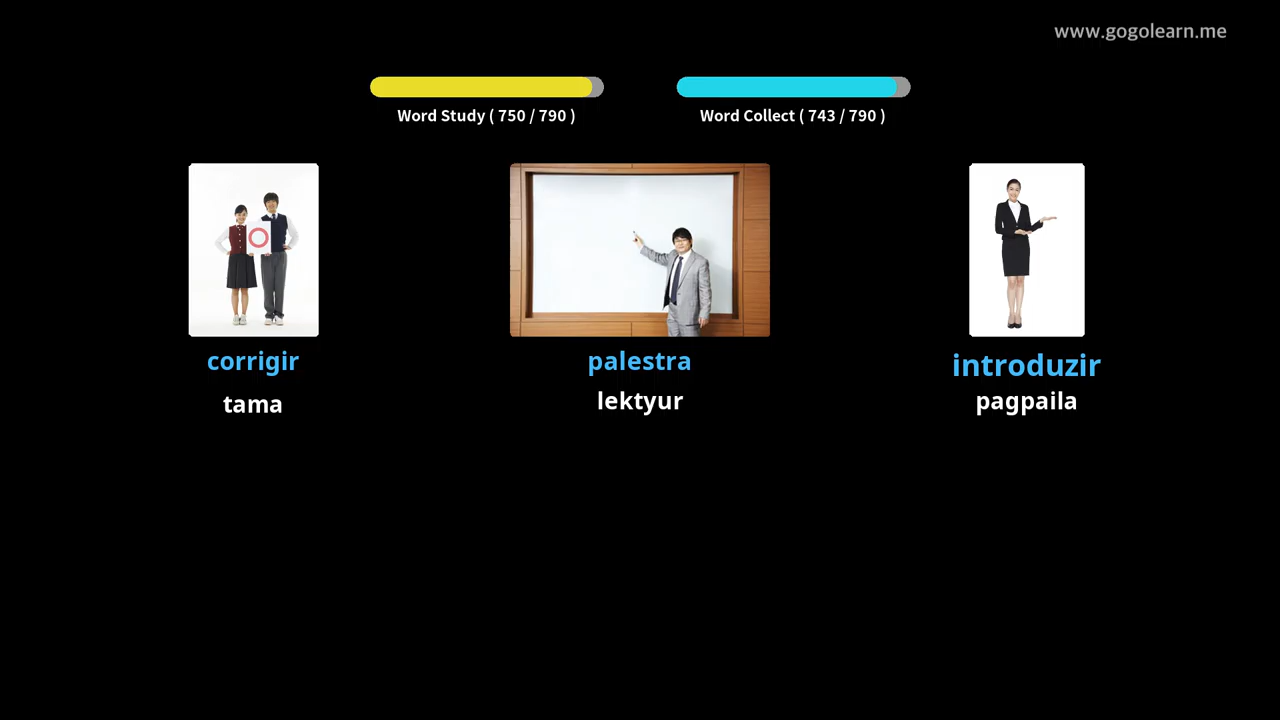 www.gogolearn.me
Word Study ( 750 / 790 )
Word Collect ( 743 / 790 )
corrigir
palestra
introduzir
tama
lektyur
pagpaila